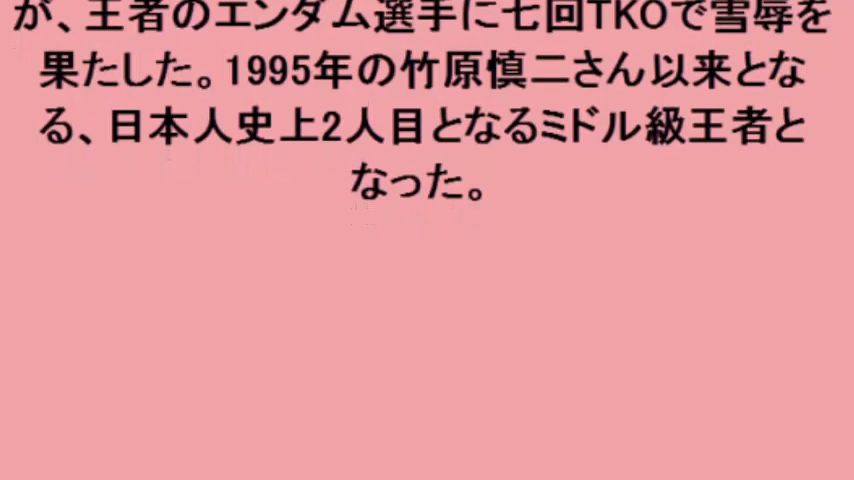 が、王者のエンダム選手に七回TKOで雪辱を
果たした。1995年の竹原慎二さん以来とな
る、日本人史上2人目となるミドル級王者と
なった。